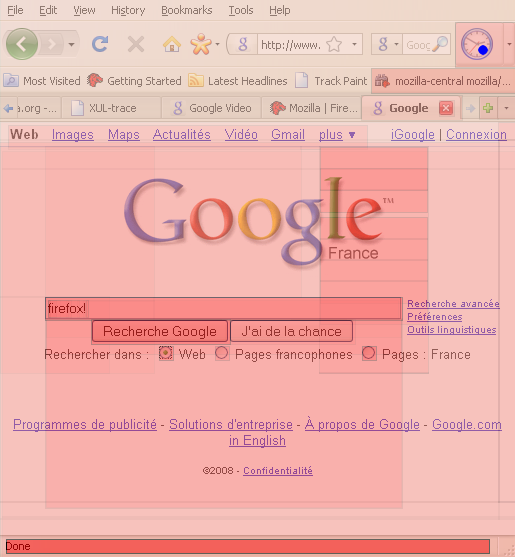 File Edit View History Bookmarks Tools Help
http://www. Goo
Most Visited Getting Started Latest Headlines Track Paint mozilla-central mozilla/...
a.org -... XUL-trace Google Video Mozilla | Fire... Google
Web Images Maps Actualités Vidéo Gmail plus ▼ iGoogle | Connexion
Google™
France
firefox!
Recherche avancée
Préférences
Outils linguistiques
Recherche Google J'ai de la chance
Rechercher dans : Web Pages francophones Pages : France
Programmes de publicité - Solutions d'entreprise - À propos de Google - Google.com
in English
©2008 - Confidentialité
Done